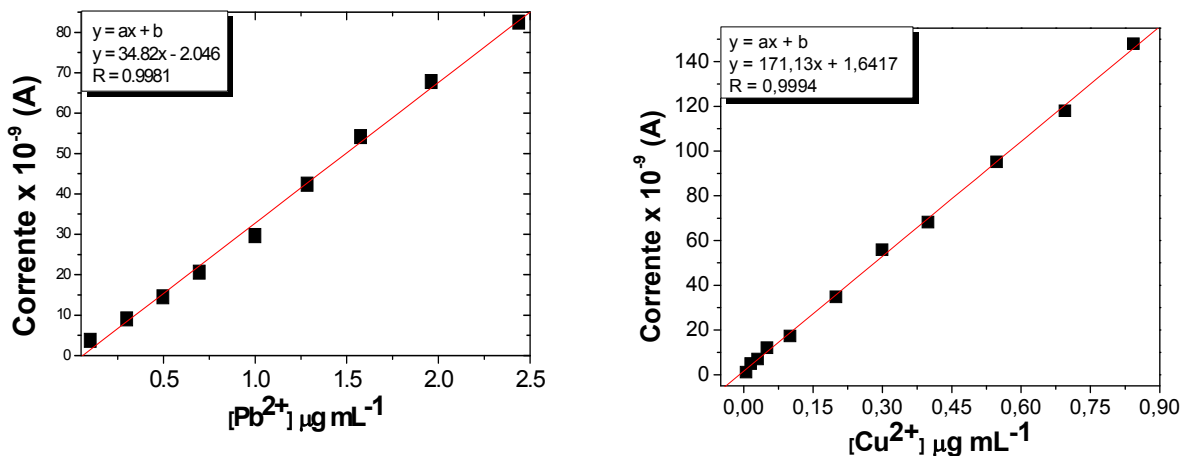 y = ax + b
y = 34.82x - 2.046
R = 0.9981
Corrente x 10⁻⁹ (A)
80
70
60
50
40
30
20
10
0
0.5
1.0
1.5
2.0
2.5
[Pb²⁺] µg mL⁻¹
y = ax + b
y = 171,13x + 1,6417
R = 0,9994
Corrente x 10⁻⁹ (A)
140
120
100
80
60
40
20
0
0,00
0,15
0,30
0,45
0,60
0,75
0,90
[Cu²⁺] µg mL⁻¹